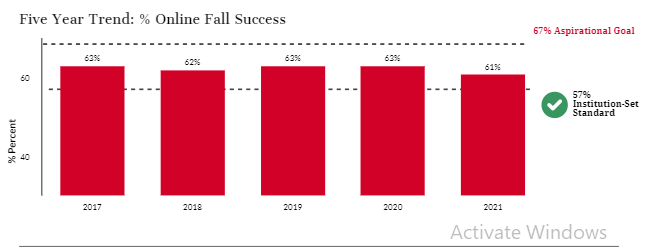 Five Year Trend: % Online Fall Success
67% Aspirational Goal
63%
62%
63%
63%
61%
60
57%
Institution-Set
Standard
% Percent
40
2017
2018
2019
2020
2021
Activate Windows